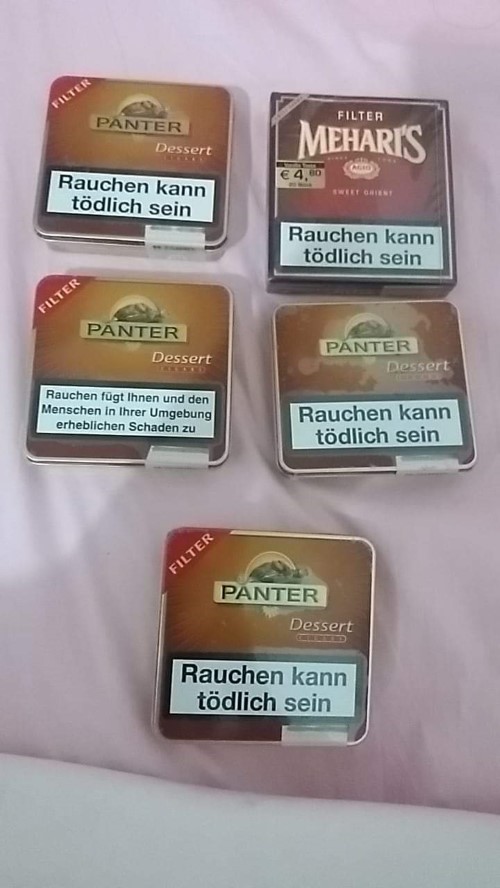 FILTER
PANTER
Dessert
Rauchen kann
tödlich sein
FILTER
MEHARI'S
€ 4,80
SWEET ORIENT
Rauchen kann
tödlich sein
FILTER
PANTER
Dessert
Rauchen fügt Ihnen und den
Menschen in Ihrer Umgebung
erheblichen Schaden zu
PANTER
Dessert
Rauchen kann
tödlich sein
FILTER
PANTER
Dessert
Rauchen kann
tödlich sein